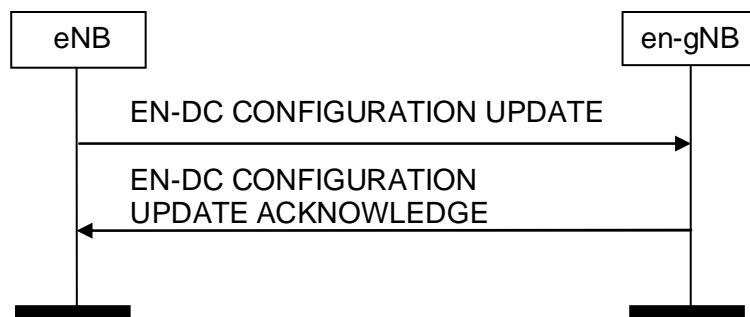 eNB
en-gNB
EN-DC CONFIGURATION UPDATE
EN-DC CONFIGURATION
UPDATE ACKNOWLEDGE